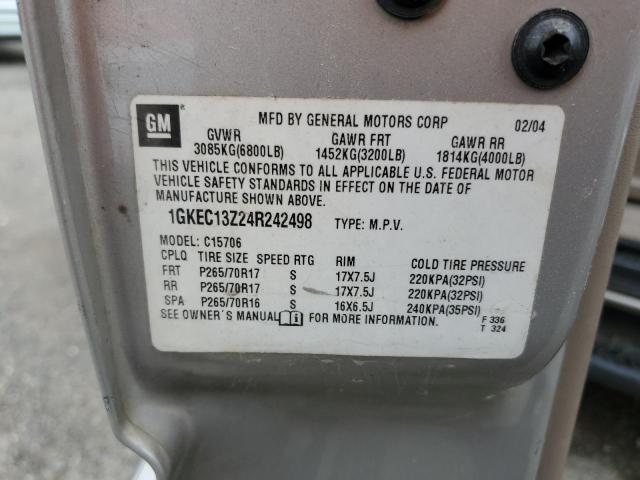 GM
MFD BY GENERAL MOTORS CORP 02/04
GVWR GAWR FRT GAWR RR
3085KG(6800LB) 1452KG(3200LB) 1814KG(4000LB)
THIS VEHICLE CONFORMS TO ALL APPLICABLE U.S. FEDERAL MOTOR
VEHICLE SAFETY STANDARDS IN EFFECT ON THE DATE OF
MANUFACTURE SHOWN ABOVE.
1GKEC13Z24R242498 TYPE: M.P.V.
MODEL: C15706
CPLQ TIRE SIZE SPEED RTG RIM COLD TIRE PRESSURE
FRT P265/70R17 S 17X7.5J 220KPA(32PSI)
RR P265/70R17 S 17X7.5J 220KPA(32PSI)
SPA P265/70R16 S 16X6.5J 240KPA(35PSI)
SEE OWNER'S MANUAL i FOR MORE INFORMATION. F 336
T 324